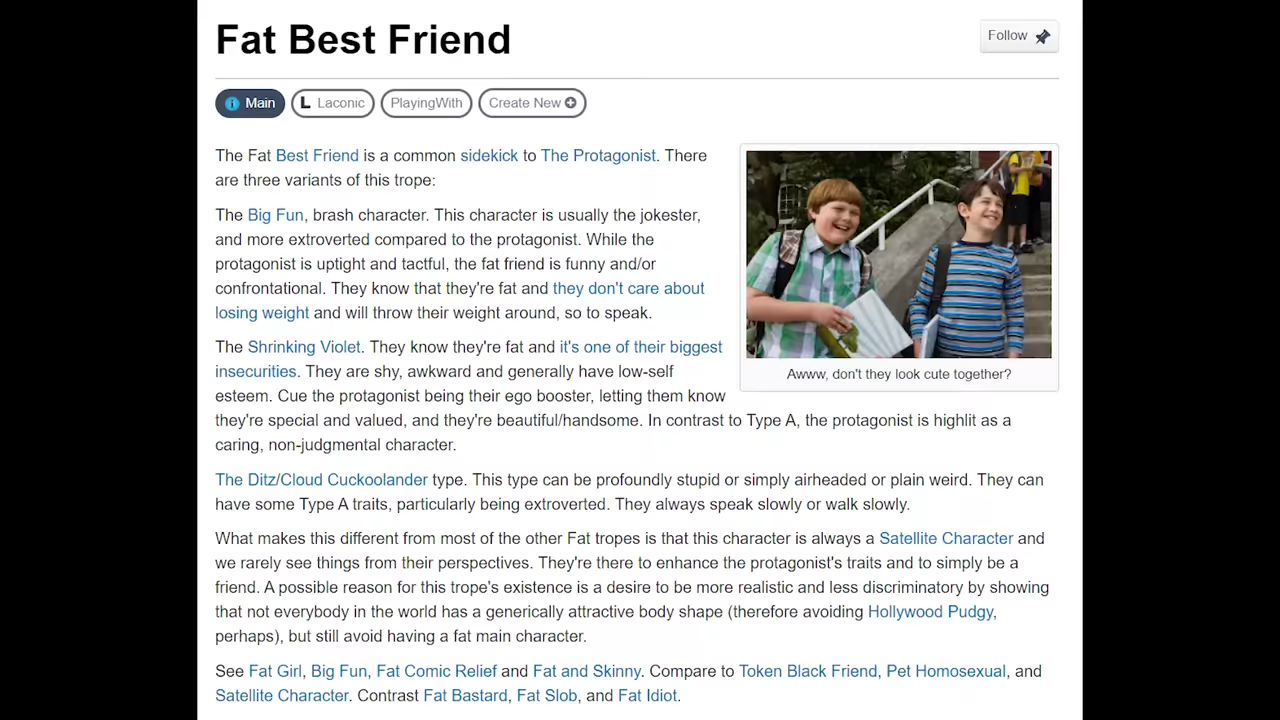 Fat Best Friend
Follow
Main
L Laconic
PlayingWith
Create New
The Fat Best Friend is a common sidekick to The Protagonist. There
are three variants of this trope:
The Big Fun, brash character. This character is usually the jokester,
and more extroverted compared to the protagonist. While the
protagonist is uptight and tactful, the fat friend is funny and/or
confrontational. They know that they're fat and they don't care about
losing weight and will throw their weight around, so to speak.
The Shrinking Violet. They know they're fat and it's one of their biggest
insecurities. They are shy, awkward and generally have low-self
esteem. Cue the protagonist being their ego booster, letting them know
they're special and valued, and they're beautiful/handsome. In contrast to Type A, the protagonist is highlit as a
caring, non-judgmental character.
Awww, don't they look cute together?
The Ditz/Cloud Cuckoolander type. This type can be profoundly stupid or simply airheaded or plain weird. They can
have some Type A traits, particularly being extroverted. They always speak slowly or walk slowly.
What makes this different from most of the other Fat tropes is that this character is always a Satellite Character and
we rarely see things from their perspectives. They're there to enhance the protagonist's traits and to simply be a
friend. A possible reason for this trope's existence is a desire to be more realistic and less discriminatory by showing
that not everybody in the world has a generically attractive body shape (therefore avoiding Hollywood Pudgy,
perhaps), but still avoid having a fat main character.
See Fat Girl, Big Fun, Fat Comic Relief and Fat and Skinny. Compare to Token Black Friend, Pet Homosexual, and
Satellite Character. Contrast Fat Bastard, Fat Slob, and Fat Idiot.